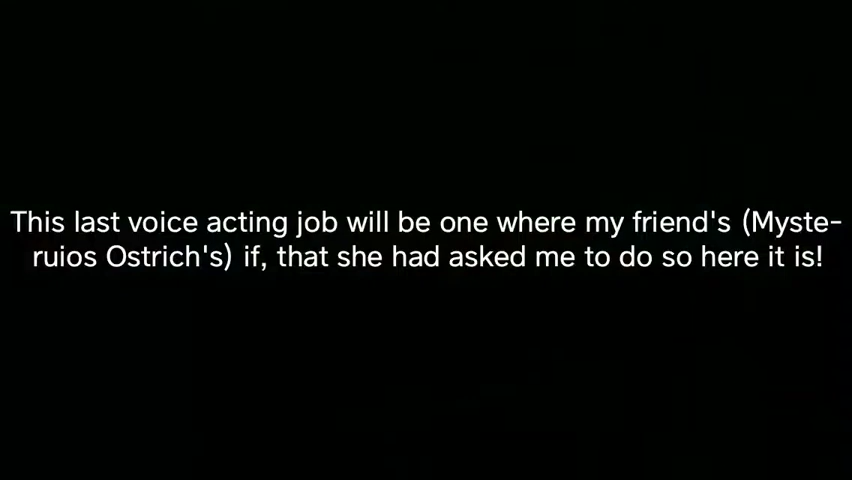 This last voice acting job will be one where my friend's (Myste-
ruios Ostrich's) if, that she had asked me to do so here it is!